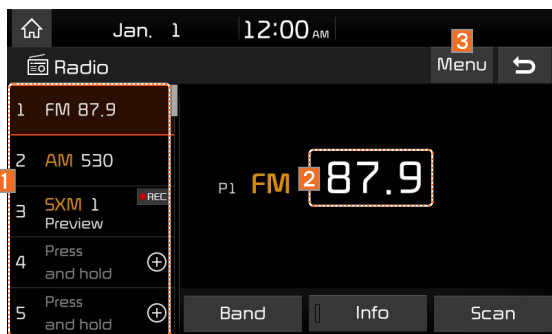 Jan. 1 12:00 AM
3
Radio Menu
1 FM 87.9
2 AM 530
1
3 SXM 1 REC
Preview
4 Press
and hold
5 Press
and hold
P1 FM 2 87.9
Band Info Scan